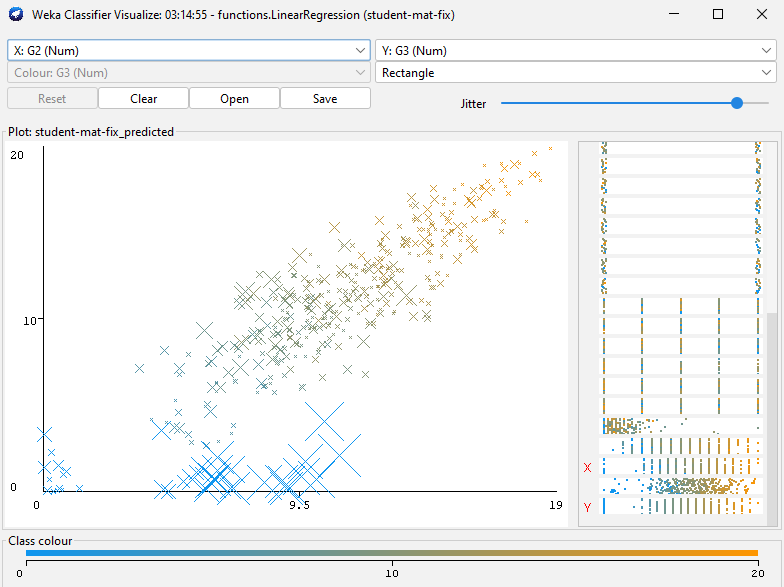 Weka Classifier Visualize: 03:14:55 - functions.LinearRegression (student-mat-fix)
X: G2 (Num) Y: G3 (Num)
Colour: G3 (Num) Rectangle
Reset Clear Open Save Jitter
Plot: student-mat-fix_predicted
20
10
0
0 9.5 19
X
Y
Class colour
0 10 20